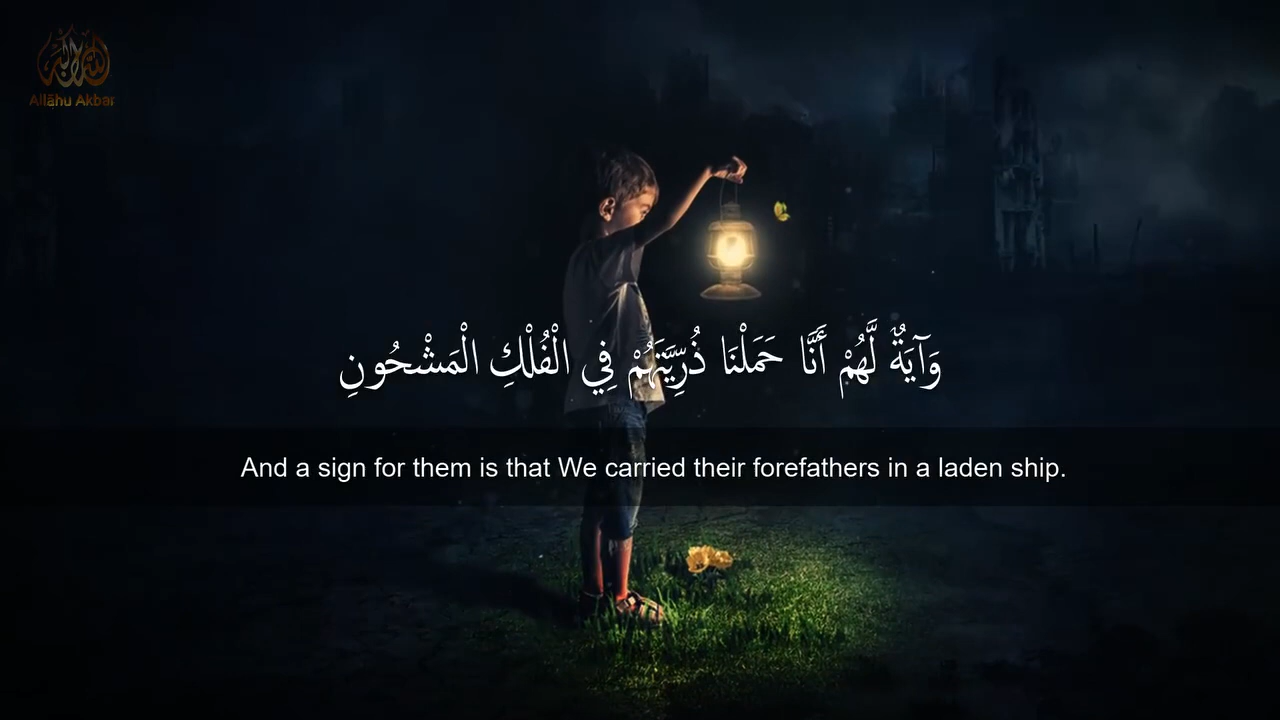 Allāhu Akbar
وَآيَةٌ لَّهُمْ أَنَّا حَمَلْنَا ذُرِّيَّتَهُمْ فِي الْفُلْكِ الْمَشْحُونِ
And a sign for them is that We carried their forefathers in a laden ship.